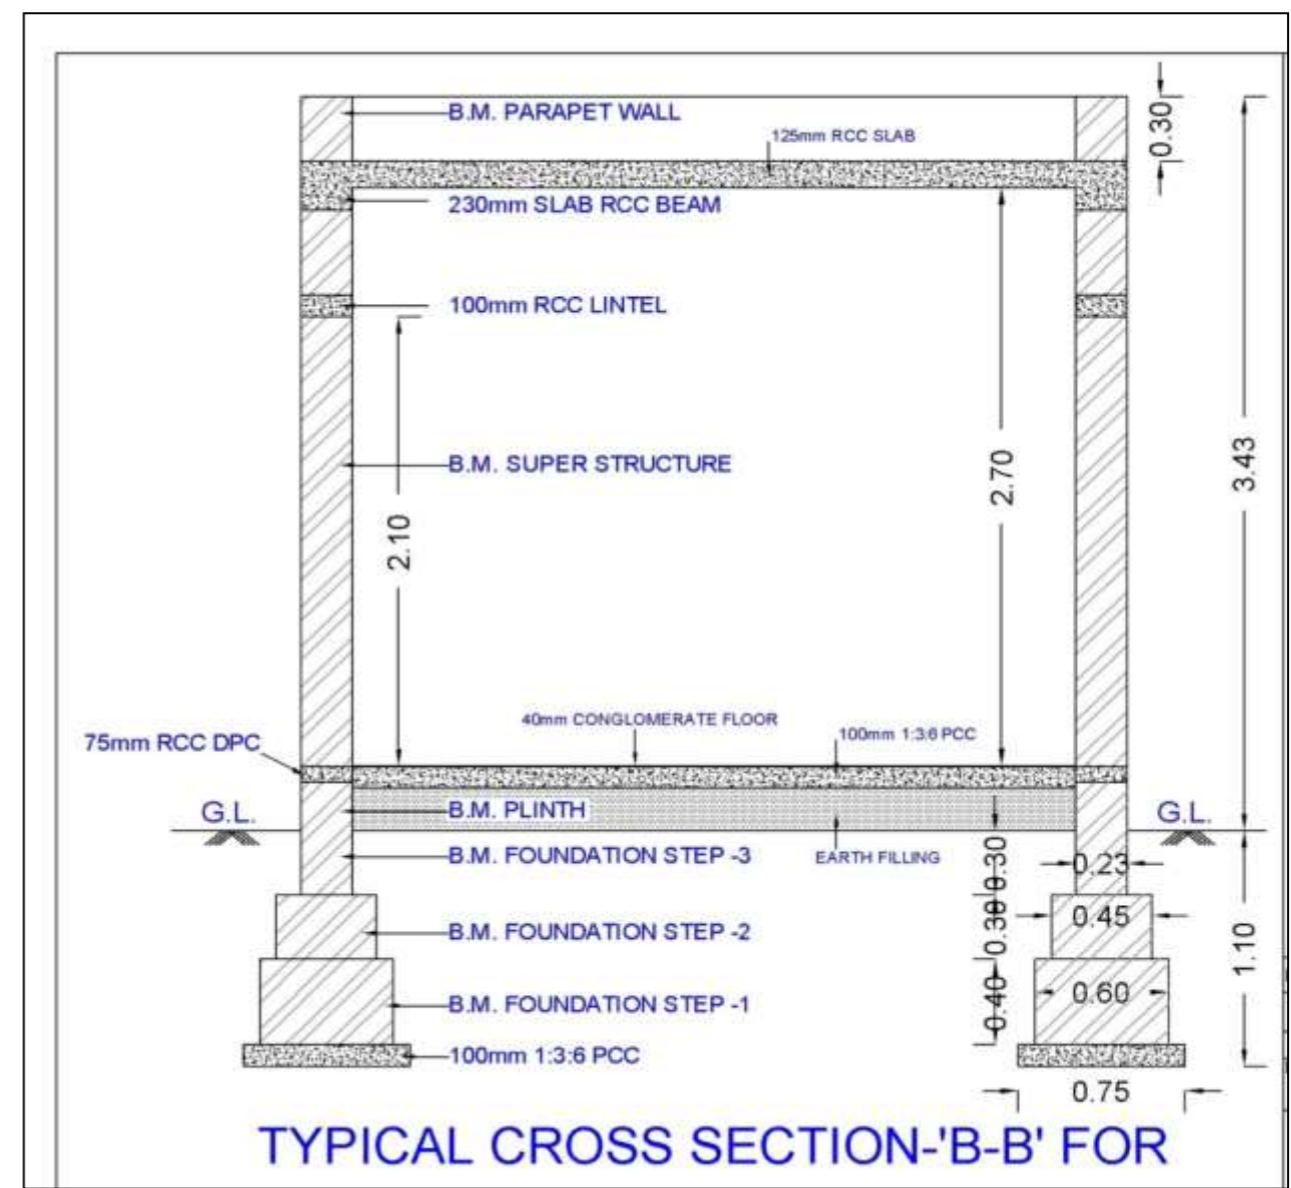 B.M. PARAPET WALL
125mm RCC SLAB
0.30
230mm SLAB RCC BEAM
100mm RCC LINTEL
B.M. SUPER STRUCTURE
2.10
2.70
3.43
40mm CONGLOMERATE FLOOR
100mm 1:3:6 PCC
75mm RCC DPC
G.L.
B.M. PLINTH
G.L.
B.M. FOUNDATION STEP -3
EARTH FILLING
0.30
0.23
B.M. FOUNDATION STEP -2
0.30
0.45
1.10
B.M. FOUNDATION STEP -1
0.40
0.60
100mm 1:3:6 PCC
0.75
TYPICAL CROSS SECTION-'B-B' FOR